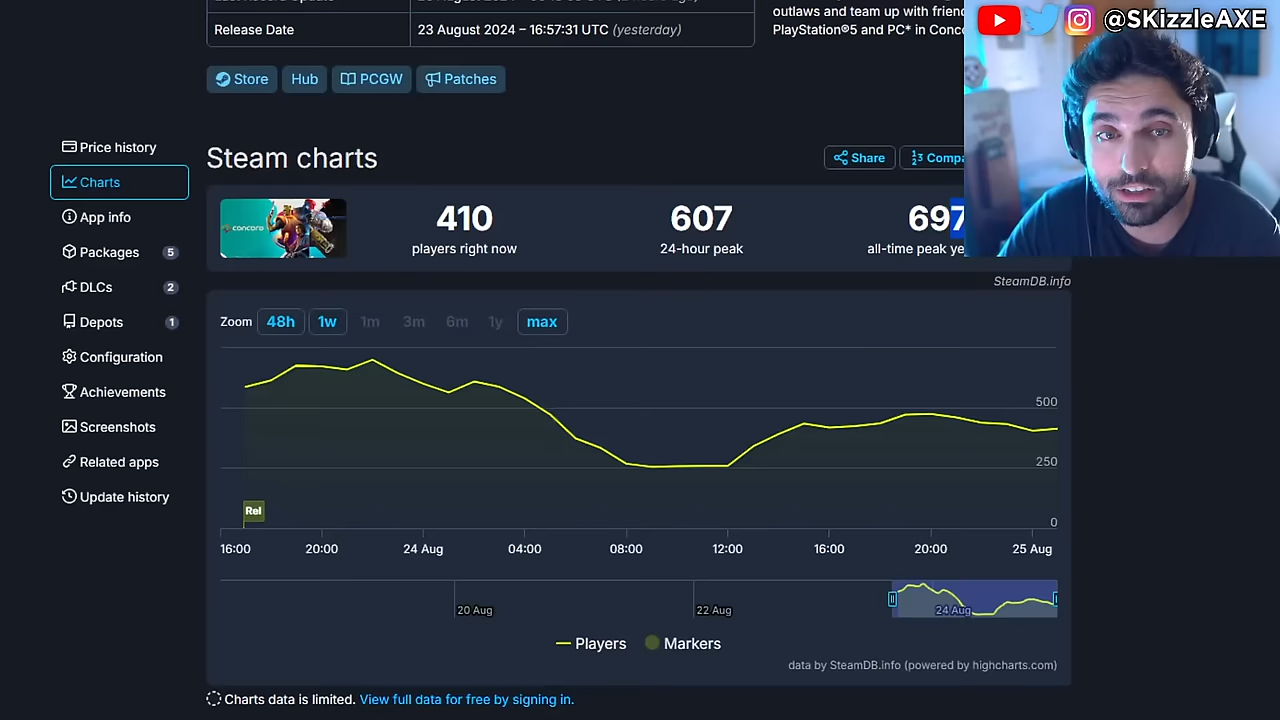 outlaws and team up with frien
Release Date 23 August 2024 – 16:57:31 UTC (yesterday)
PlayStation®5 and PC* in Conco
@SKizzleAXE
Store Hub PCGW Patches
Price history
Charts
App info
Packages 5
DLCs 2
Depots 1
Configuration
Achievements
Screenshots
Related apps
Update history
Steam charts
Share Compa
concord
410
players right now
607
24-hour peak
697
all-time peak ye
SteamDB.info
Zoom 48h 1w 1m 3m 6m 1y max
500
250
0
Rel
16:00 20:00 24 Aug 04:00 08:00 12:00 16:00 20:00 25 Aug
20 Aug 22 Aug 24 Aug
Players Markers
data by SteamDB.info (powered by highcharts.com)
Charts data is limited. View full data for free by signing in.